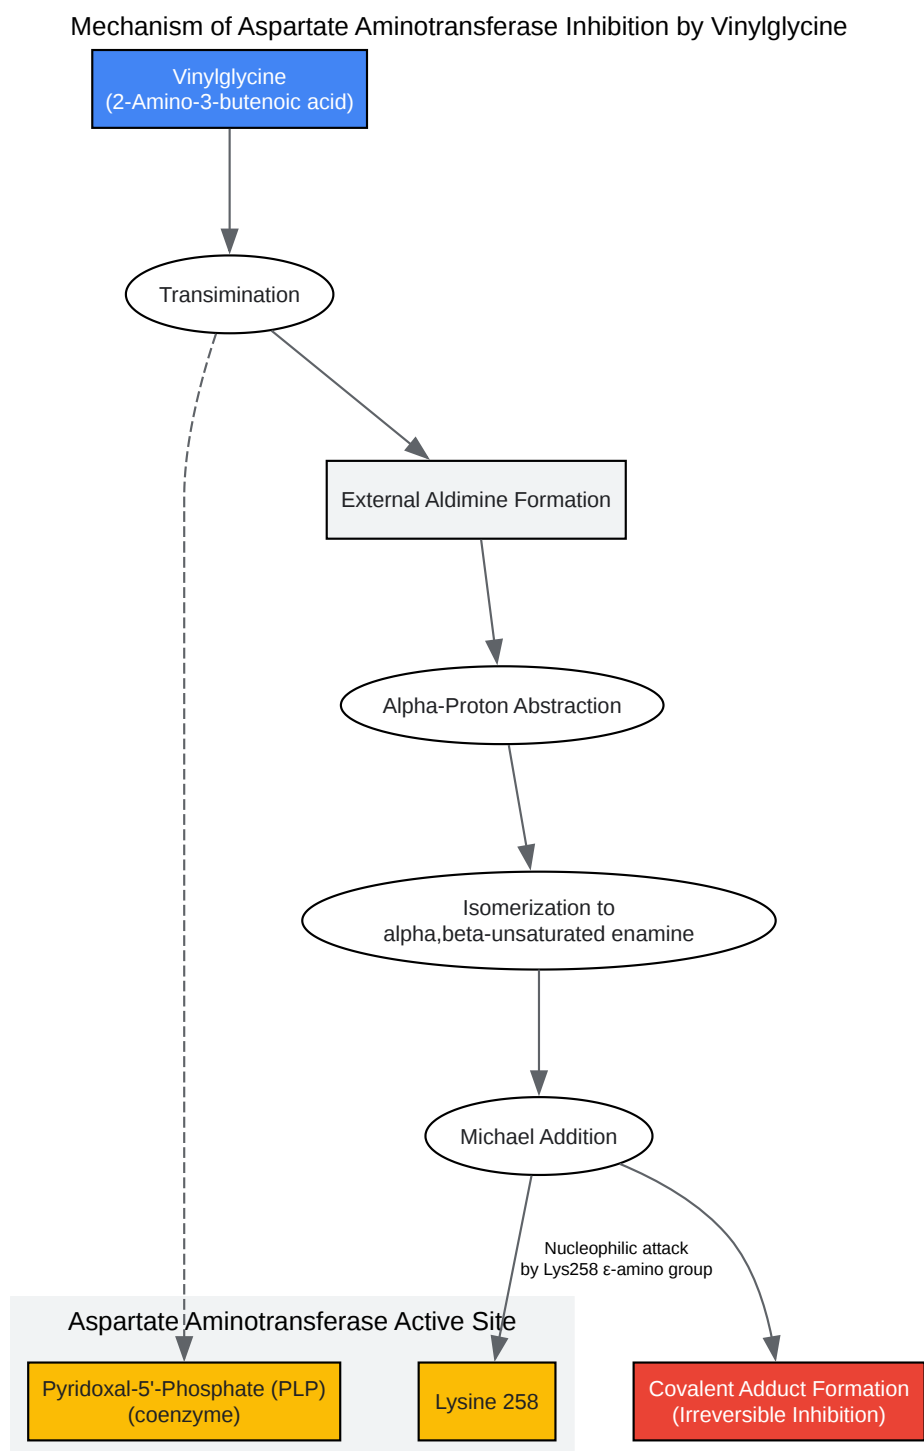 Mechanism of Aspartate Aminotransferase Inhibition by Vinylglycine
Vinylglycine
(2-Amino-3-butenoic acid)
Transimination
External Aldimine Formation
Alpha-Proton Abstraction
Isomerization to
alpha,beta-unsaturated enamine
Michael Addition
Nucleophilic attack
by Lys258 ε-amino group
Aspartate Aminotransferase Active Site
Pyridoxal-5'-Phosphate (PLP)
(coenzyme)
Lysine 258
Covalent Adduct Formation
(Irreversible Inhibition)